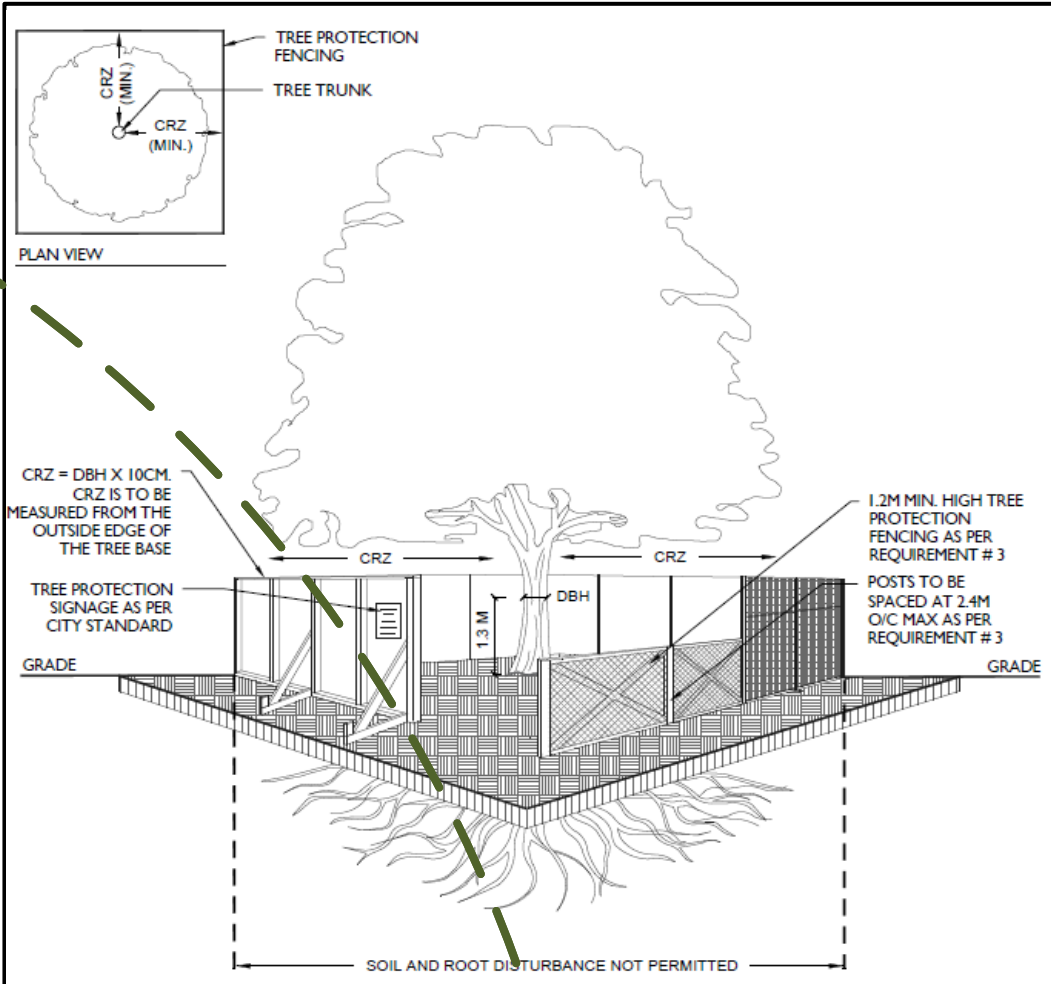 TREE PROTECTION
FENCING
TREE TRUNK
CRZ
(MIN.)
CRZ
(MIN.)
PLAN VIEW
CRZ = DBH X 10CM.
CRZ IS TO BE
MEASURED FROM THE
OUTSIDE EDGE OF
THE TREE BASE
TREE PROTECTION
SIGNAGE AS PER
CITY STANDARD
GRADE
CRZ
CRZ
DBH
1.3 M
1.2M MIN. HIGH TREE
PROTECTION
FENCING AS PER
REQUIREMENT # 3
POSTS TO BE
SPACED AT 2.4M
O/C MAX AS PER
REQUIREMENT # 3
GRADE
SOIL AND ROOT DISTURBANCE NOT PERMITTED